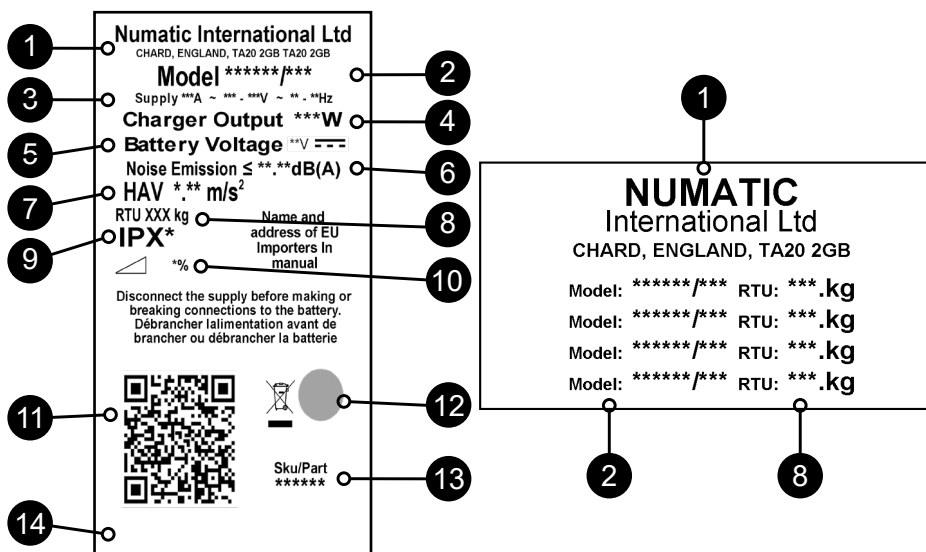 1
Numatic International Ltd
CHARD, ENGLAND, TA20 2GB TA20 2GB
Model ******/***
2
3
Supply ***A ~ *** - ***V ~ ** - **Hz
Charger Output ***W
4
5
Battery Voltage **V
Noise Emission ≤ **.**dB(A)
6
7
HAV *.** m/s²
RTU XXX kg
8
9
IPX*
Name and
address of EU
Importers In
manual
*%
10
Disconnect the supply before making or
breaking connections to the battery.
Débrancher lalimentation avant de
brancher ou débrancher la batterie
11
12
Sku/Part
******
13
14
1
NUMATIC
International Ltd
CHARD, ENGLAND, TA20 2GB
Model: ******/*** RTU: ***.kg
Model: ******/*** RTU: ***.kg
Model: ******/*** RTU: ***.kg
Model: ******/*** RTU: ***.kg
2
8